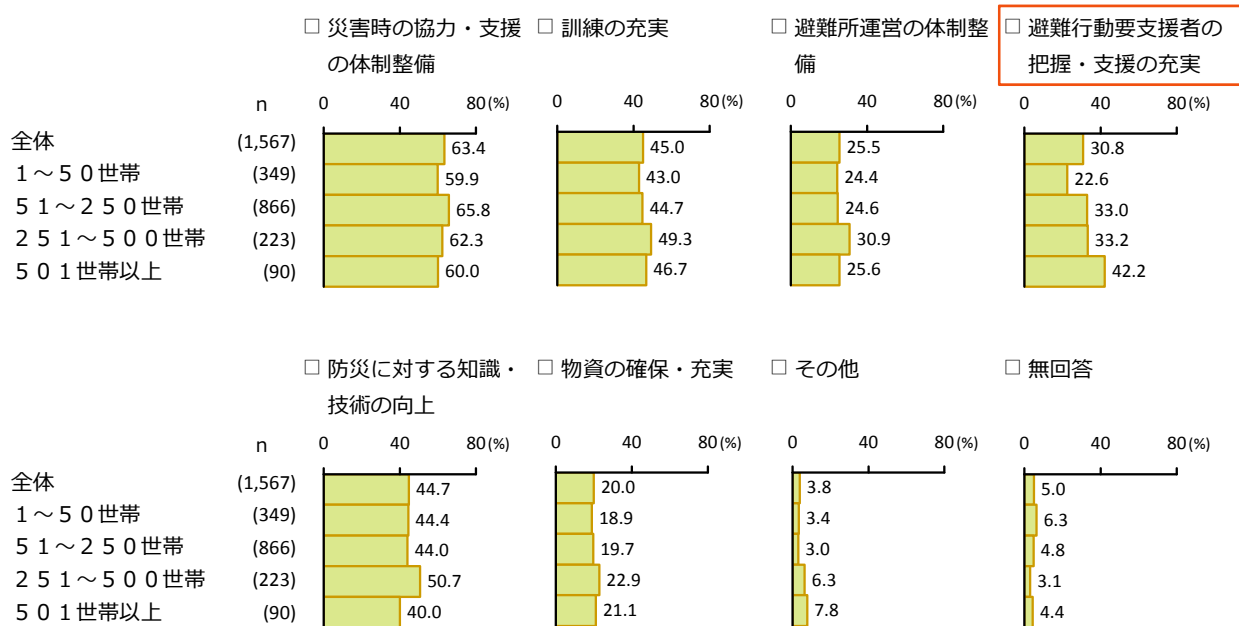 □ 災害時の協力・支援 □ 訓練の充実 □ 避難所運営の体制整 □ 避難行動要支援者の
の体制整備 備 把握・支援の充実
n 0 40 80(%) 0 40 80(%) 0 40 80(%) 0 40 80(%)
全体 (1,567) 63.4 45.0 25.5 30.8
1～50世帯 (349) 59.9 43.0 24.4 22.6
51～250世帯 (866) 65.8 44.7 24.6 33.0
251～500世帯 (223) 62.3 49.3 30.9 33.2
501世帯以上 (90) 60.0 46.7 25.6 42.2
□ 防災に対する知識・ □ 物資の確保・充実 □ その他 □ 無回答
技術の向上
n 0 40 80(%) 0 40 80(%) 0 40 80(%) 0 40 80(%)
全体 (1,567) 44.7 20.0 3.8 5.0
1～50世帯 (349) 44.4 18.9 3.4 6.3
51～250世帯 (866) 44.0 19.7 3.0 4.8
251～500世帯 (223) 50.7 22.9 6.3 3.1
501世帯以上 (90) 40.0 21.1 7.8 4.4